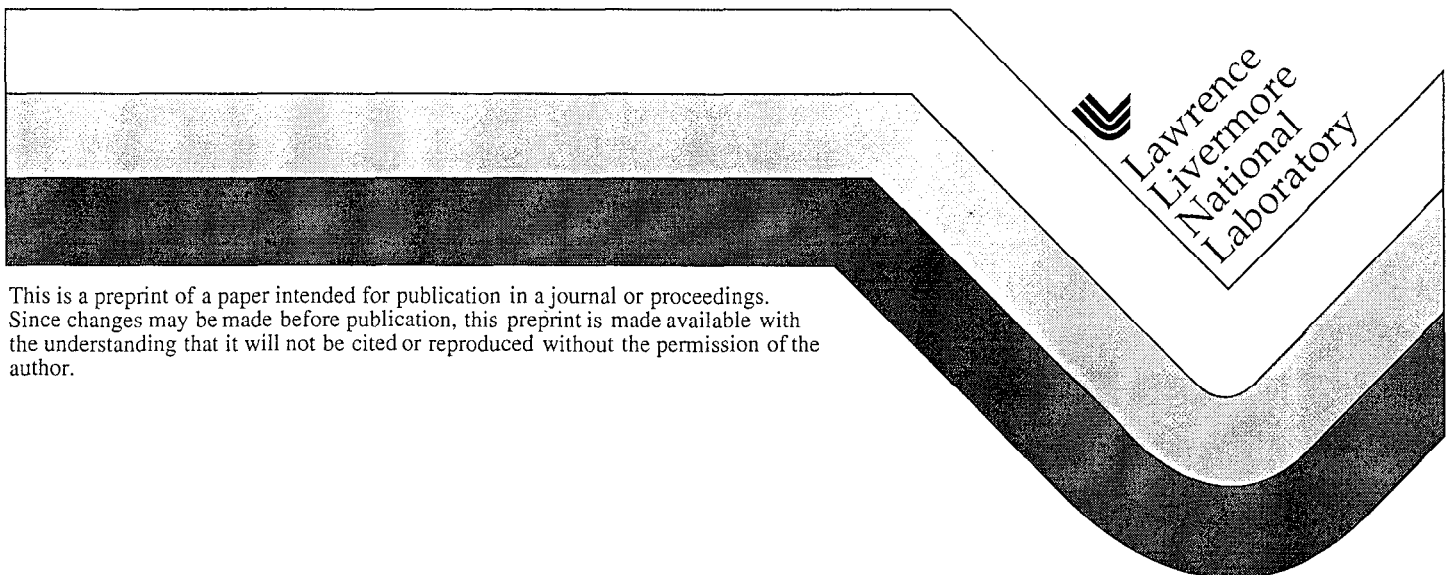 Lawrence
Livermore
National
Laboratory
This is a preprint of a paper intended for publication in a journal or proceedings.
Since changes may be made before publication, this preprint is made available with
the understanding that it will not be cited or reproduced without the permission of the
author.